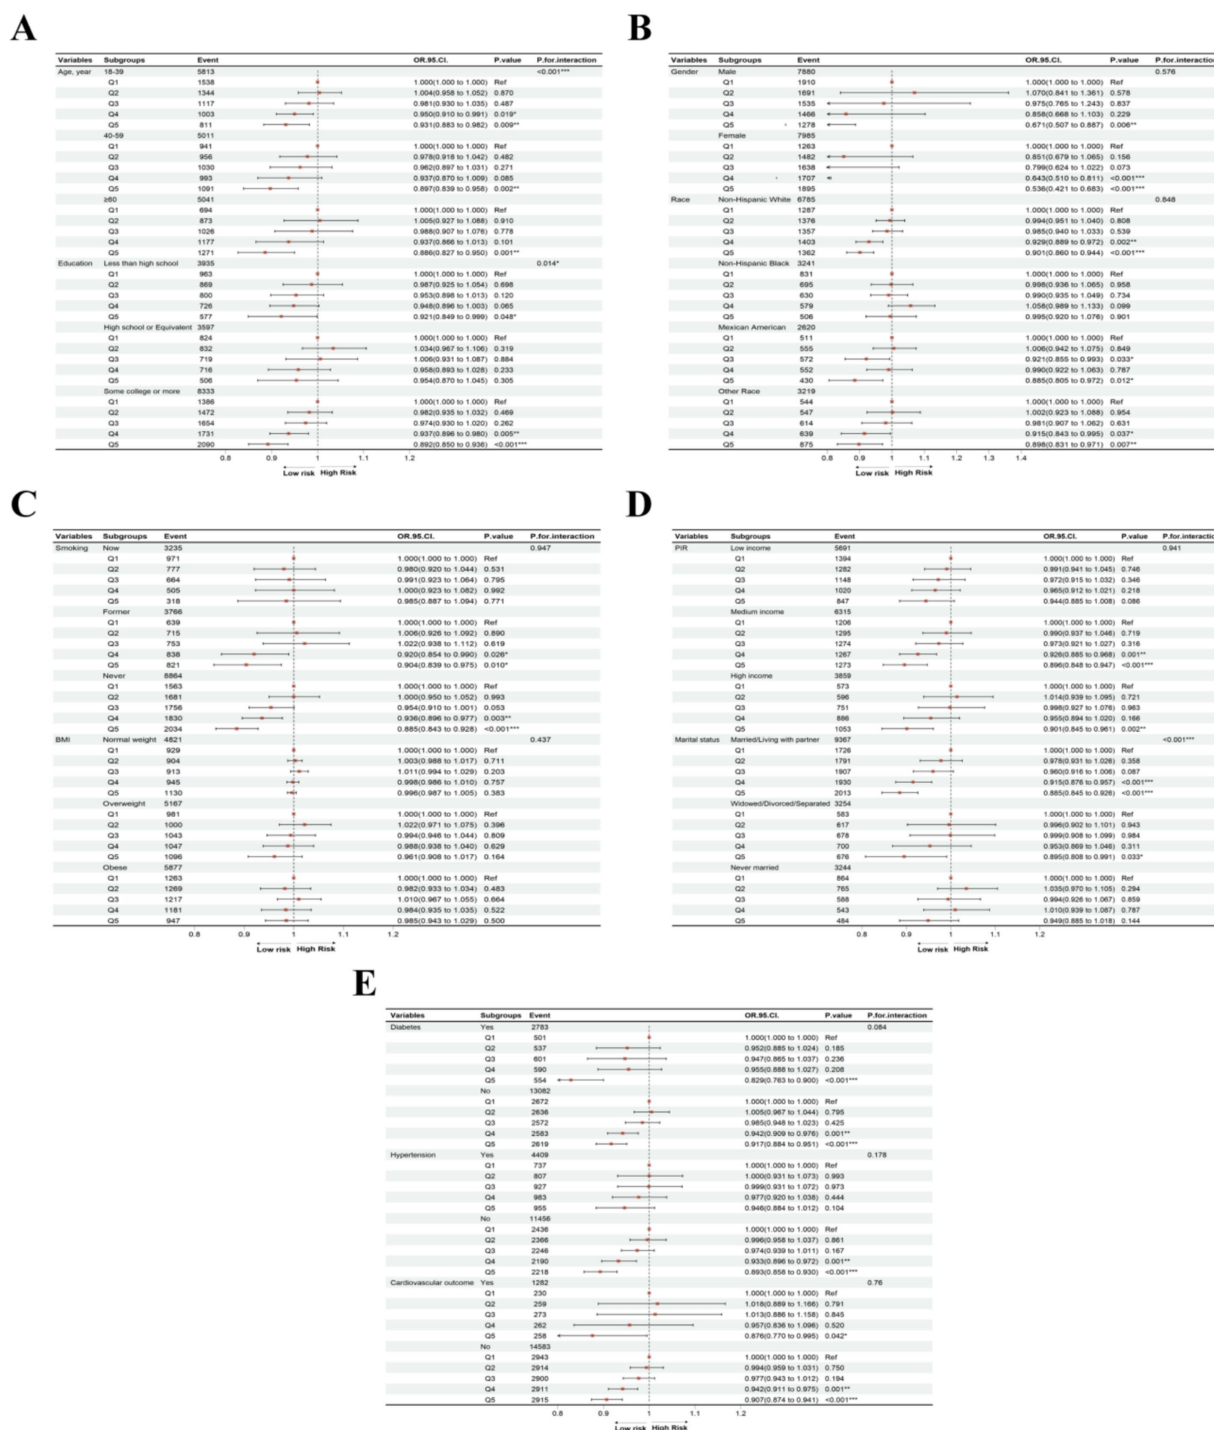 A
Variables Subgroups Event OR.95.CI. P.value P.for.interaction
Age, year 18-39 5813 <0.001***
Q1 1538 1.000(1.000 to 1.000) Ref
Q2 1344 1.004(0.958 to 1.052) 0.870
Q3 1117 0.981(0.930 to 1.035) 0.487
Q4 1003 0.950(0.910 to 0.991) 0.019*
Q5 811 0.931(0.883 to 0.982) 0.009**
40-59 5011
Q1 941 1.000(1.000 to 1.000) Ref
Q2 956 0.978(0.918 to 1.042) 0.482
Q3 1030 0.962(0.897 to 1.031) 0.271
Q4 993 0.937(0.870 to 1.009) 0.085
Q5 1091 0.897(0.839 to 0.958) 0.002**
≥60 5041
Q1 694 1.000(1.000 to 1.000) Ref
Q2 873 1.005(0.927 to 1.088) 0.910
Q3 1026 0.988(0.907 to 1.076) 0.778
Q4 1177 0.937(0.866 to 1.013) 0.101
Q5 1271 0.886(0.827 to 0.950) 0.001**
Education Less than high school 3935 0.014*
Q1 963 1.000(1.000 to 1.000) Ref
Q2 869 0.987(0.925 to 1.054) 0.698
Q3 800 0.953(0.898 to 1.013) 0.120
Q4 726 0.948(0.896 to 1.003) 0.065
Q5 577 0.921(0.849 to 0.999) 0.048*
High school or Equivalent 3597
Q1 824 1.000(1.000 to 1.000) Ref
Q2 832 1.034(0.967 to 1.106) 0.319
Q3 719 1.006(0.931 to 1.087) 0.884
Q4 716 0.958(0.893 to 1.028) 0.233
Q5 506 0.954(0.870 to 1.045) 0.305
Some college or more 8333
Q1 1386 1.000(1.000 to 1.000) Ref
Q2 1472 0.982(0.935 to 1.032) 0.469
Q3 1654 0.974(0.930 to 1.020) 0.262
Q4 1731 0.937(0.896 to 0.980) 0.005**
Q5 2090 0.892(0.850 to 0.936) <0.001***
0.8 0.9 1 1.1 1.2
Low risk High Risk
B
Variables Subgroups Event OR.95.CI. P.value P.for.interaction
Gender Male 7880 0.576
Q1 1910 1.000(1.000 to 1.000) Ref
Q2 1691 1.070(0.841 to 1.361) 0.578
Q3 1535 0.975(0.765 to 1.243) 0.837
Q4 1466 0.858(0.668 to 1.103) 0.229
Q5 1278 0.671(0.507 to 0.887) 0.006**
Female 7985
Q1 1263 1.000(1.000 to 1.000) Ref
Q2 1482 0.851(0.679 to 1.065) 0.156
Q3 1638 0.799(0.624 to 1.022) 0.073
Q4 1707 0.643(0.510 to 0.811) <0.001***
Q5 1895 0.536(0.421 to 0.683) <0.001***
Race Non-Hispanic White 6785 0.848
Q1 1287 1.000(1.000 to 1.000) Ref
Q2 1376 0.994(0.951 to 1.040) 0.808
Q3 1357 0.985(0.940 to 1.033) 0.539
Q4 1403 0.929(0.889 to 0.972) 0.002**
Q5 1362 0.901(0.860 to 0.944) <0.001***
Non-Hispanic Black 3241
Q1 831 1.000(1.000 to 1.000) Ref
Q2 695 0.998(0.936 to 1.065) 0.958
Q3 630 0.990(0.935 to 1.049) 0.734
Q4 579 1.058(0.989 to 1.133) 0.099
Q5 506 0.995(0.920 to 1.076) 0.901
Mexican American 2620
Q1 511 1.000(1.000 to 1.000) Ref
Q2 555 1.006(0.942 to 1.075) 0.849
Q3 572 0.921(0.855 to 0.993) 0.033*
Q4 552 0.990(0.922 to 1.063) 0.787
Q5 430 0.885(0.805 to 0.972) 0.012*
Other Race 3219
Q1 544 1.000(1.000 to 1.000) Ref
Q2 547 1.002(0.923 to 1.088) 0.954
Q3 614 0.981(0.907 to 1.062) 0.631
Q4 639 0.915(0.843 to 0.995) 0.037*
Q5 875 0.898(0.831 to 0.971) 0.007**
0.8 0.9 1 1.1 1.2 1.3 1.4
Low risk High Risk
C
Variables Subgroups Event OR.95.CI. P.value P.for.interaction
Smoking Now 3235 0.947
Q1 971 1.000(1.000 to 1.000) Ref
Q2 777 0.980(0.920 to 1.044) 0.531
Q3 664 0.991(0.923 to 1.064) 0.795
Q4 505 1.000(0.923 to 1.082) 0.992
Q5 318 0.985(0.887 to 1.094) 0.771
Former 3766
Q1 639 1.000(1.000 to 1.000) Ref
Q2 715 1.006(0.926 to 1.092) 0.890
Q3 753 1.022(0.938 to 1.112) 0.619
Q4 838 0.920(0.854 to 0.990) 0.026*
Q5 821 0.904(0.839 to 0.975) 0.010*
Never 8864
Q1 1563 1.000(1.000 to 1.000) Ref
Q2 1681 1.000(0.950 to 1.052) 0.993
Q3 1756 0.954(0.910 to 1.001) 0.053
Q4 1830 0.936(0.896 to 0.977) 0.003**
Q5 2034 0.885(0.843 to 0.928) <0.001***
BMI Normal weight 4821 0.437
Q1 929 1.000(1.000 to 1.000) Ref
Q2 904 1.003(0.988 to 1.017) 0.711
Q3 913 1.011(0.994 to 1.029) 0.203
Q4 945 0.998(0.986 to 1.010) 0.757
Q5 1130 0.996(0.987 to 1.005) 0.383
Overweight 5167
Q1 981 1.000(1.000 to 1.000) Ref
Q2 1000 1.022(0.971 to 1.075) 0.396
Q3 1043 0.994(0.946 to 1.044) 0.809
Q4 1047 0.988(0.938 to 1.040) 0.629
Q5 1096 0.961(0.908 to 1.017) 0.164
Obese 5877
Q1 1263 1.000(1.000 to 1.000) Ref
Q2 1269 0.982(0.933 to 1.034) 0.483
Q3 1217 1.010(0.967 to 1.055) 0.664
Q4 1181 0.984(0.935 to 1.035) 0.522
Q5 947 0.985(0.943 to 1.029) 0.500
0.8 0.9 1 1.1 1.2
Low risk High Risk
D
Variables Subgroups Event OR.95.CI. P.value P.for.interaction
PIR Low income 5691 0.941
Q1 1394 1.000(1.000 to 1.000) Ref
Q2 1282 0.991(0.941 to 1.045) 0.746
Q3 1148 0.972(0.915 to 1.032) 0.346
Q4 1020 0.965(0.912 to 1.021) 0.218
Q5 847 0.944(0.885 to 1.008) 0.086
Medium income 6315
Q1 1206 1.000(1.000 to 1.000) Ref
Q2 1295 0.990(0.937 to 1.046) 0.719
Q3 1274 0.973(0.921 to 1.027) 0.316
Q4 1267 0.926(0.885 to 0.968) 0.001**
Q5 1273 0.896(0.848 to 0.947) <0.001***
High income 3859
Q1 573 1.000(1.000 to 1.000) Ref
Q2 596 1.014(0.939 to 1.095) 0.721
Q3 751 0.998(0.927 to 1.076) 0.963
Q4 886 0.955(0.894 to 1.020) 0.166
Q5 1053 0.901(0.845 to 0.961) 0.002**
Marital status Married/Living with partner 9367 <0.001***
Q1 1726 1.000(1.000 to 1.000) Ref
Q2 1791 0.978(0.931 to 1.026) 0.358
Q3 1907 0.960(0.916 to 1.006) 0.087
Q4 1930 0.915(0.876 to 0.957) <0.001***
Q5 2013 0.885(0.845 to 0.926) <0.001***
Widowed/Divorced/Separated 3254
Q1 583 1.000(1.000 to 1.000) Ref
Q2 617 0.996(0.902 to 1.101) 0.943
Q3 678 0.999(0.908 to 1.099) 0.984
Q4 700 0.953(0.869 to 1.046) 0.311
Q5 676 0.895(0.808 to 0.991) 0.033*
Never married 3244
Q1 864 1.000(1.000 to 1.000) Ref
Q2 765 1.035(0.970 to 1.105) 0.294
Q3 588 0.994(0.926 to 1.067) 0.859
Q4 543 1.010(0.939 to 1.087) 0.787
Q5 484 0.949(0.885 to 1.018) 0.144
0.8 0.9 1 1.1 1.2
Low risk High Risk
E
Variables Subgroups Event OR.95.CI. P.value P.for.interaction
Diabetes Yes 2783 0.084
Q1 501 1.000(1.000 to 1.000) Ref
Q2 537 0.952(0.885 to 1.024) 0.185
Q3 601 0.947(0.865 to 1.037) 0.236
Q4 590 0.955(0.888 to 1.027) 0.208
Q5 554 0.829(0.763 to 0.900) <0.001***
No 13082
Q1 2672 1.000(1.000 to 1.000) Ref
Q2 2636 1.005(0.967 to 1.044) 0.795
Q3 2572 0.985(0.948 to 1.023) 0.425
Q4 2583 0.942(0.909 to 0.976) 0.001**
Q5 2619 0.917(0.884 to 0.951) <0.001***
Hypertension Yes 4409 0.178
Q1 737 1.000(1.000 to 1.000) Ref
Q2 807 1.000(0.931 to 1.073) 0.993
Q3 927 0.999(0.931 to 1.072) 0.973
Q4 983 0.977(0.920 to 1.038) 0.444
Q5 955 0.946(0.884 to 1.012) 0.104
No 11456
Q1 2436 1.000(1.000 to 1.000) Ref
Q2 2366 0.996(0.958 to 1.037) 0.861
Q3 2246 0.974(0.939 to 1.011) 0.167
Q4 2190 0.933(0.896 to 0.972) 0.001**
Q5 2218 0.893(0.858 to 0.930) <0.001***
Cardiovascular outcome Yes 1282 0.76
Q1 230 1.000(1.000 to 1.000) Ref
Q2 259 1.018(0.889 to 1.166) 0.791
Q3 273 1.013(0.886 to 1.158) 0.845
Q4 262 0.957(0.836 to 1.096) 0.520
Q5 258 0.876(0.770 to 0.995) 0.042*
No 14583
Q1 2943 1.000(1.000 to 1.000) Ref
Q2 2914 0.994(0.959 to 1.031) 0.750
Q3 2900 0.977(0.943 to 1.012) 0.194
Q4 2911 0.942(0.911 to 0.975) 0.001**
Q5 2915 0.907(0.874 to 0.941) <0.001***
0.8 0.9 1 1.1 1.2
Low risk High Risk